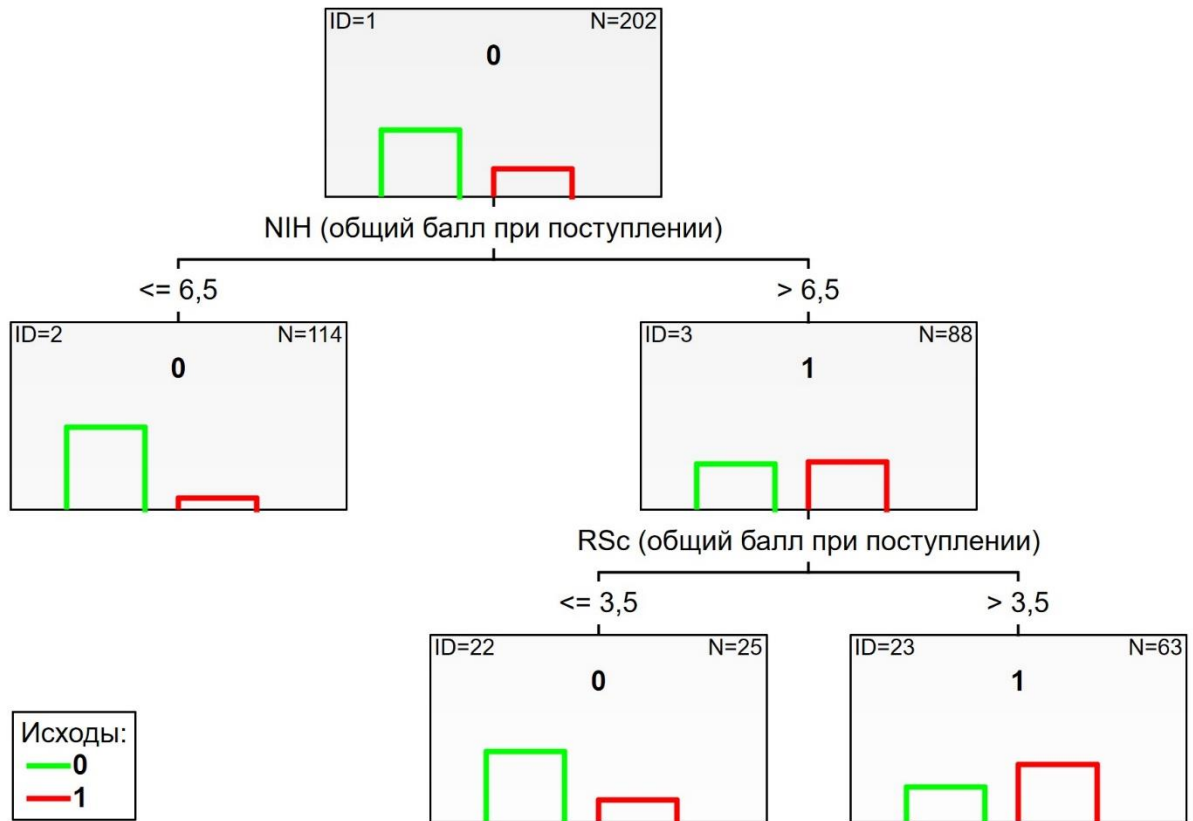 ID=1 N=202
0
NIH (общий балл при поступлении)
<= 6,5 > 6,5
ID=2 N=114 ID=3 N=88
0 1
RSc (общий балл при поступлении)
<= 3,5 > 3,5
ID=22 N=25 ID=23 N=63
0 1
Исходы:
0
1